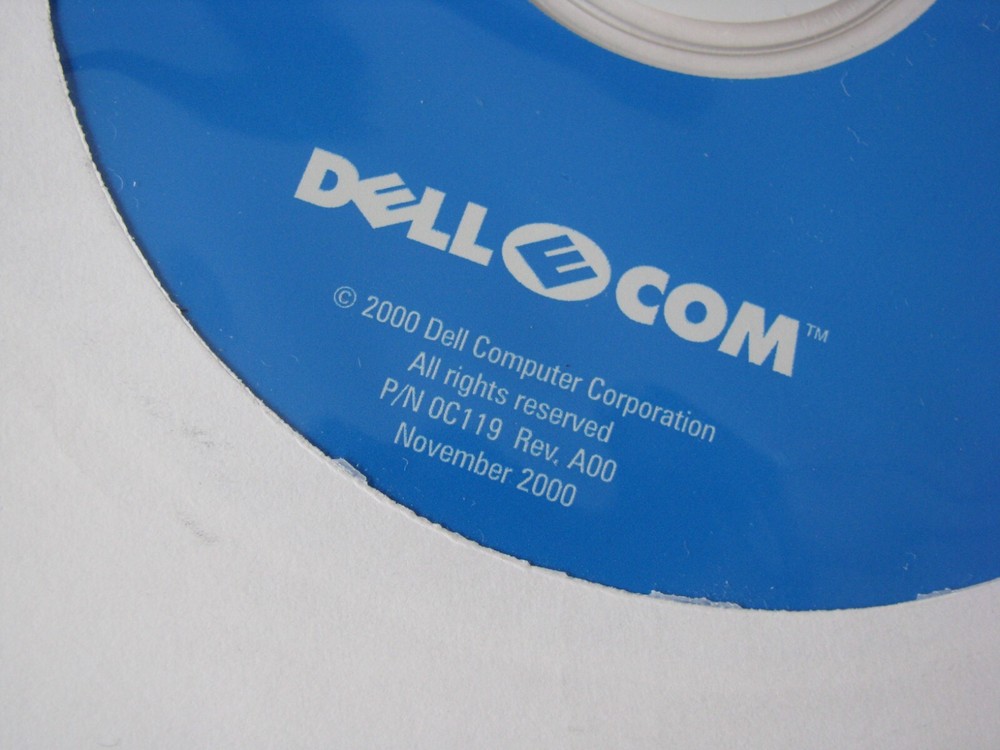 DELL E COM™
© 2000 Dell Computer Corporation
All rights reserved
P/N 0C119 Rev. A00
November 2000